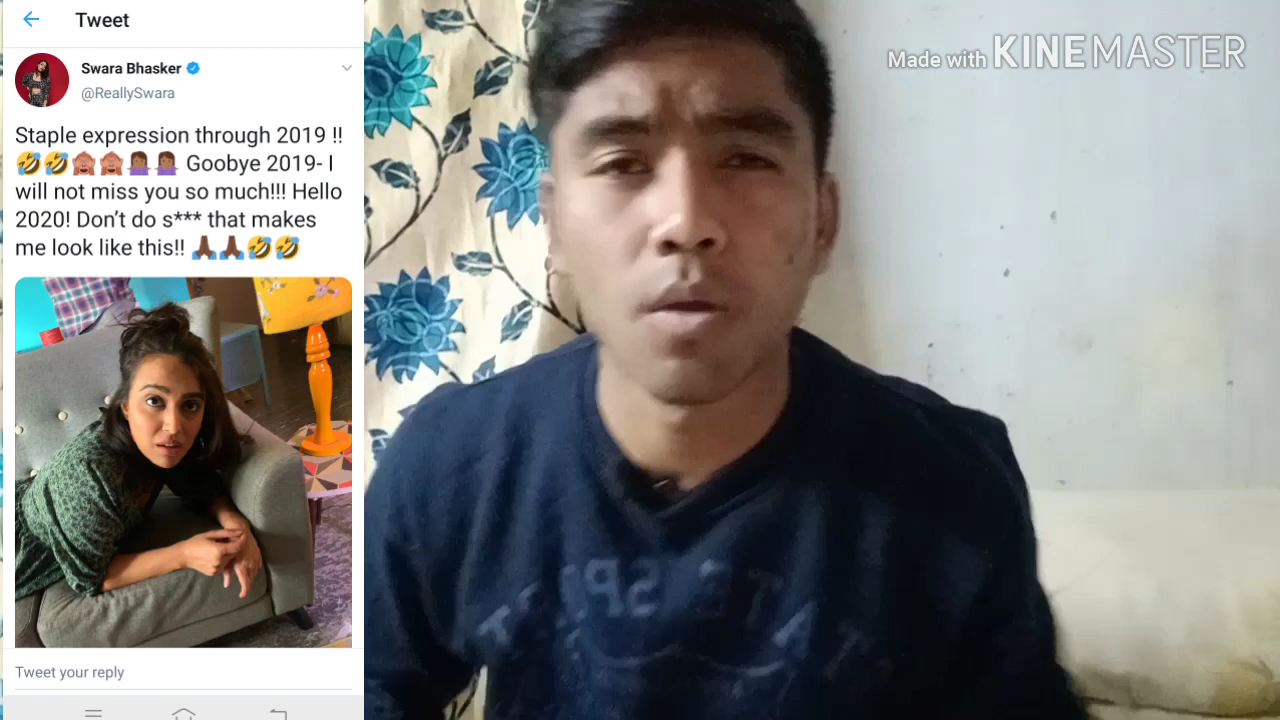 Tweet
Swara Bhasker
@ReallySwara
Staple expression through 2019 !!
🤣🤣🙈🙈🤷🏾‍♀️🤷🏾‍♀️ Goobye 2019- I
will not miss you so much!!! Hello
2020! Don’t do s*** that makes
me look like this!! 🙏🏿🙏🏿🤣🤣
Tweet your reply
Made with KINEMASTER